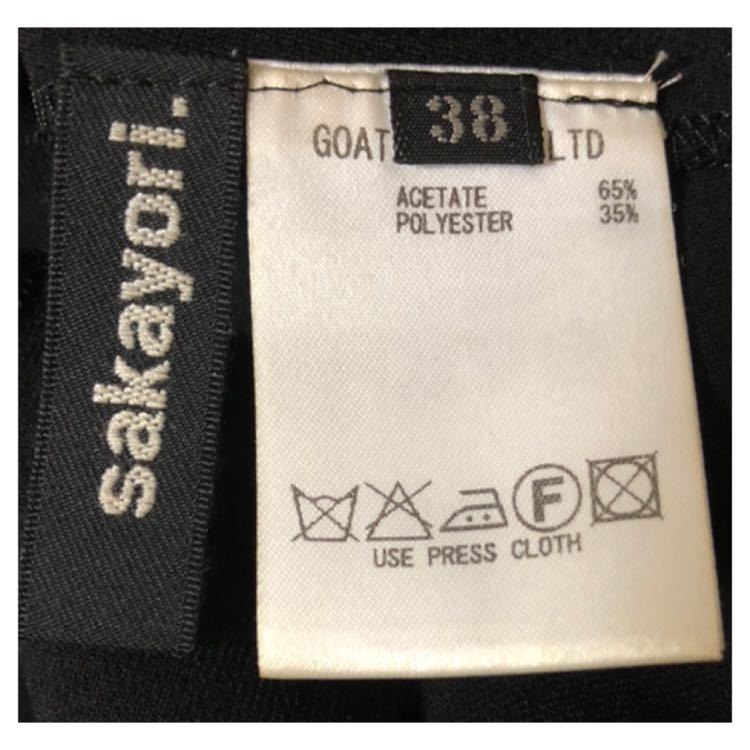 sakayori.
38
GOAT LTD
ACETATE 65%
POLYESTER 35%
F
USE PRESS CLOTH